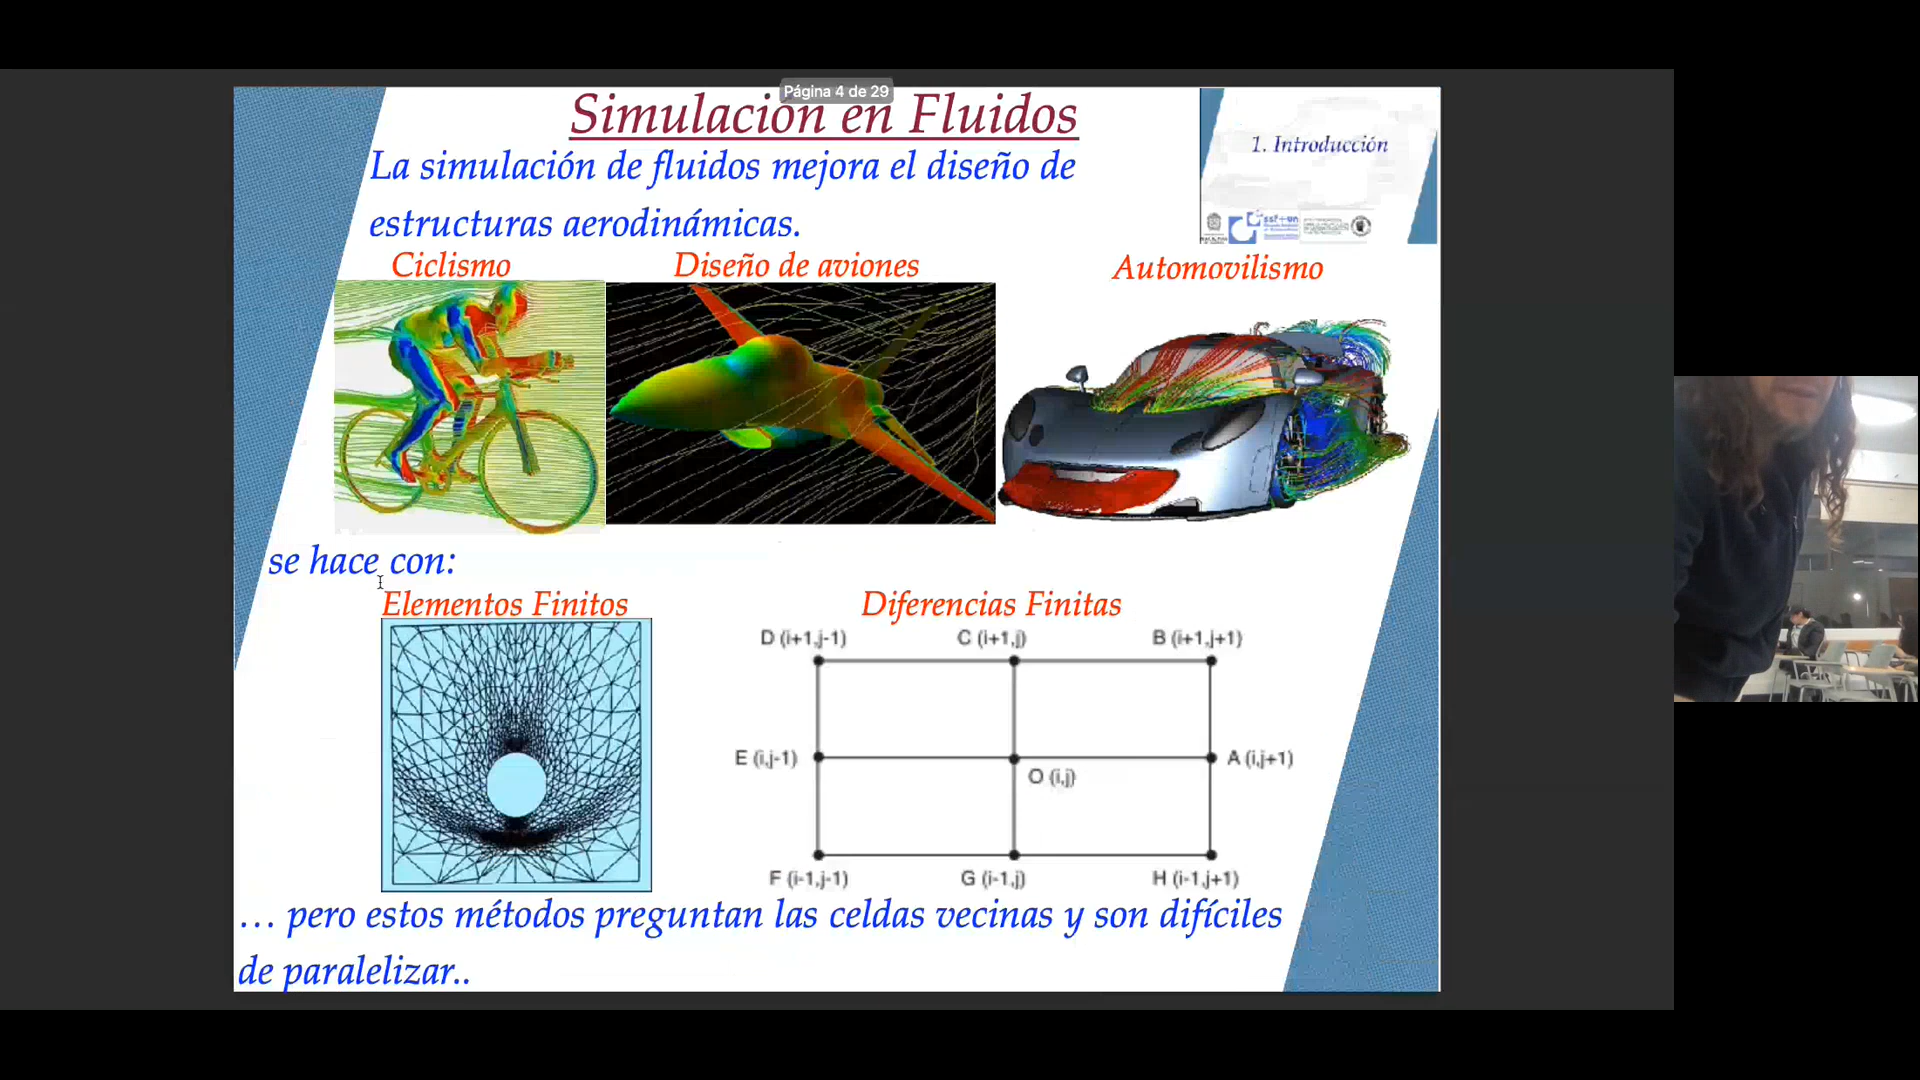 Página 4 de 29
Simulación en Fluidos
1. Introducción
La simulación de fluidos mejora el diseño de
estructuras aerodinámicas.
Ciclismo
Diseño de aviones
Automovilismo
se hace con:
Elementos Finitos
Diferencias Finitas
D (i+1,j-1)
C (i+1,j)
B (i+1,j+1)
E (i,j-1)
O (i,j)
A (i,j+1)
F (i-1,j-1)
G (i-1,j)
H (i-1,j+1)
… pero estos métodos preguntan las celdas vecinas y son difíciles
de paralelizar..